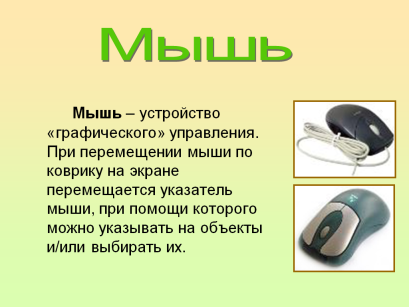 Мышь
Мышь – устройство
«графического» управления.
При перемещении мыши по
коврику на экране
перемещается указатель
мыши, при помощи которого
можно указывать на объекты
и/или выбирать их.